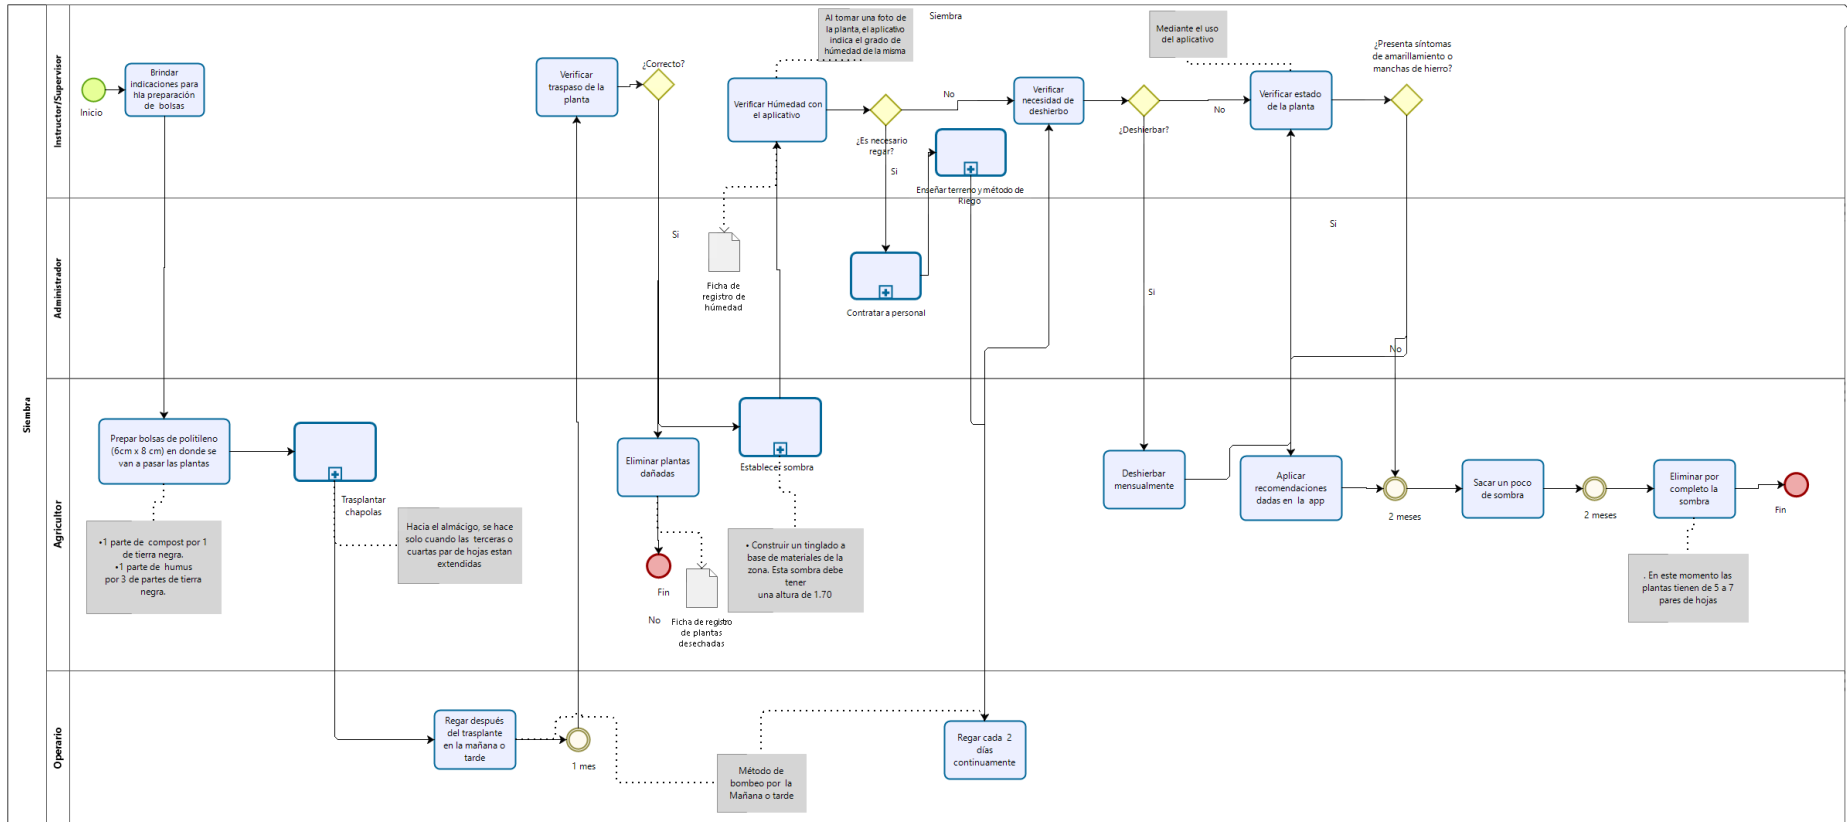 Siembra
Siembra
Instructor/Supervisor
Inicio
Brindar
indicaciones para
hla preparación
de bolsas
Verificar
traspaso de la
planta
¿Correcto?
Al tomar una foto de
la planta, el aplicativo
indica el grado de
húmedad de la misma
Verificar Húmedad con
el aplicativo
¿Es necesario
regar?
No
Si
Enseñar terreno y método de
Riego
Verificar
necesidad de
deshierbo
¿Deshierbar?
No
Mediante el uso
del aplicativo
Verificar estado
de la planta
¿Presenta síntomas
de amarillamiento o
manchas de hierro?
Administrador
Si
Ficha de
registro de
húmedad
Contratar a personal
Si
Si
No
Agricultor
Prepar bolsas de politileno
(6cm x 8 cm) en donde se
van a pasar las plantas
•1 parte de compost por 1
de tierra negra.
•1 parte de humus
por 3 de partes de tierra
negra.
Trasplantar
chapolas
Hacia el almácigo, se hace
solo cuando las terceras o
cuartas par de hojas estan
extendidas
Eliminar plantas
dañadas
Fin
No
Ficha de registro
de plantas
desechadas
Establecer sombra
• Construir un tinglado a
base de materiales de la
zona. Esta sombra debe
tener
una altura de 1.70
Deshierbar
mensualmente
Aplicar
recomendaciones
dadas en la app
2 meses
Sacar un poco
de sombra
2 meses
Eliminar por
completo la
sombra
Fin
. En este momento las
plantas tienen de 5 a 7
pares de hojas
Operario
Regar después
del trasplante
en la mañana o
tarde
1 mes
Método de
bombeo por la
Mañana o tarde
Regar cada 2
días
continuamente